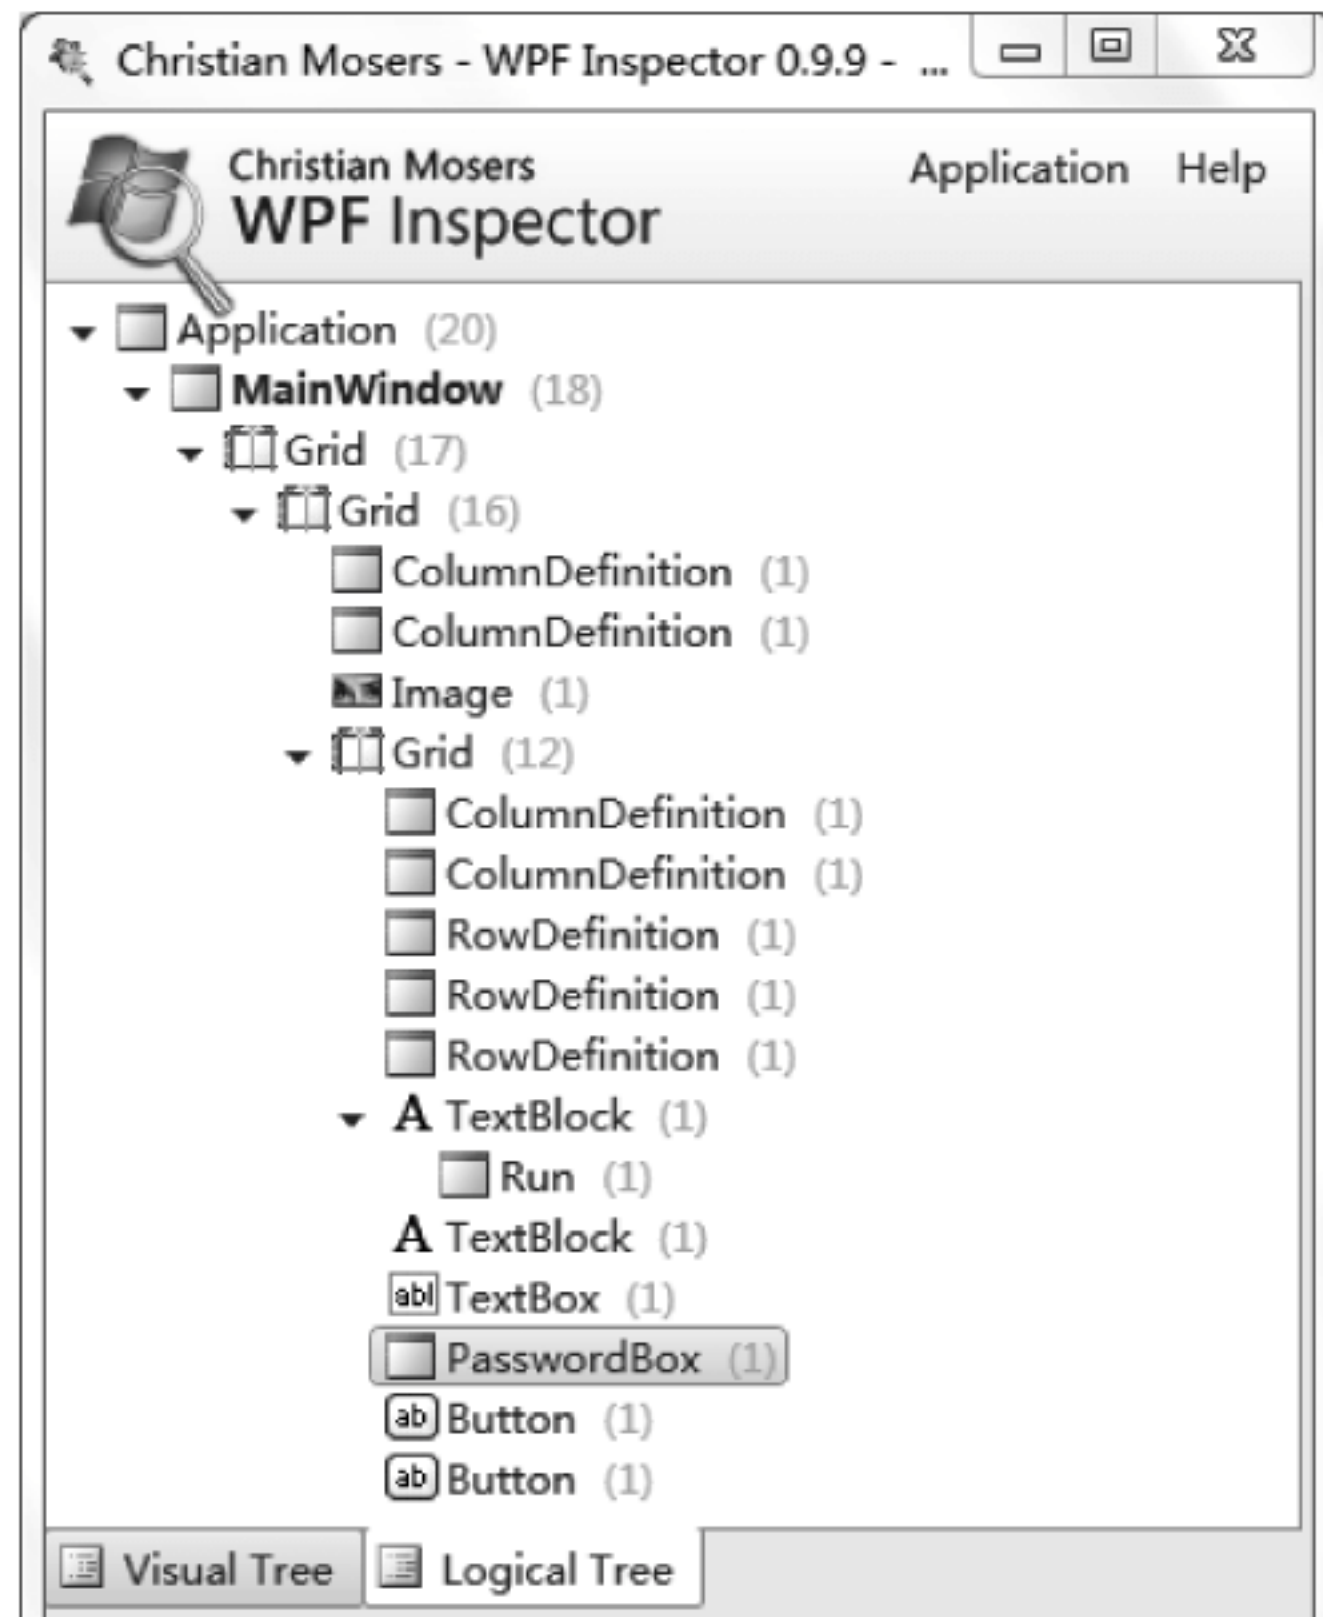 Christian Mosers - WPF Inspector 0.9.9 - ...
Christian Mosers
WPF Inspector
Application Help
Application (20)
MainWindow (18)
Grid (17)
Grid (16)
ColumnDefinition (1)
ColumnDefinition (1)
Image (1)
Grid (12)
ColumnDefinition (1)
ColumnDefinition (1)
RowDefinition (1)
RowDefinition (1)
RowDefinition (1)
A TextBlock (1)
Run (1)
A TextBlock (1)
abl TextBox (1)
PasswordBox (1)
ab Button (1)
ab Button (1)
Visual Tree Logical Tree